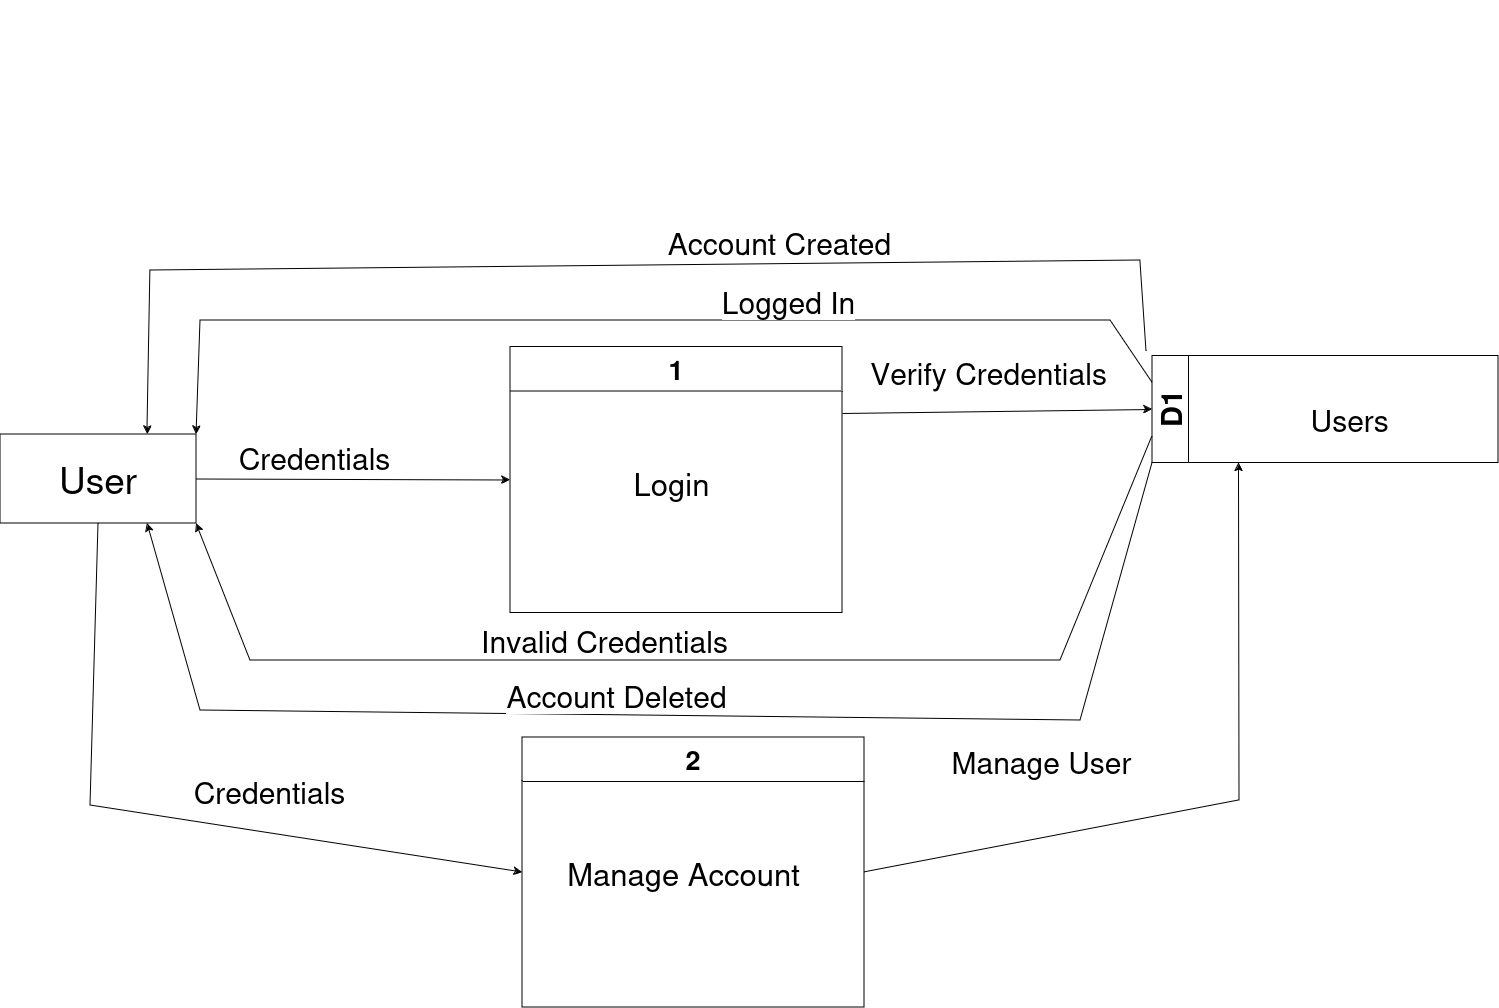 Account Created
Logged In
1
Verify Credentials
D1
Users
User
Credentials
Login
Invalid Credentials
Account Deleted
2
Manage User
Credentials
Manage Account